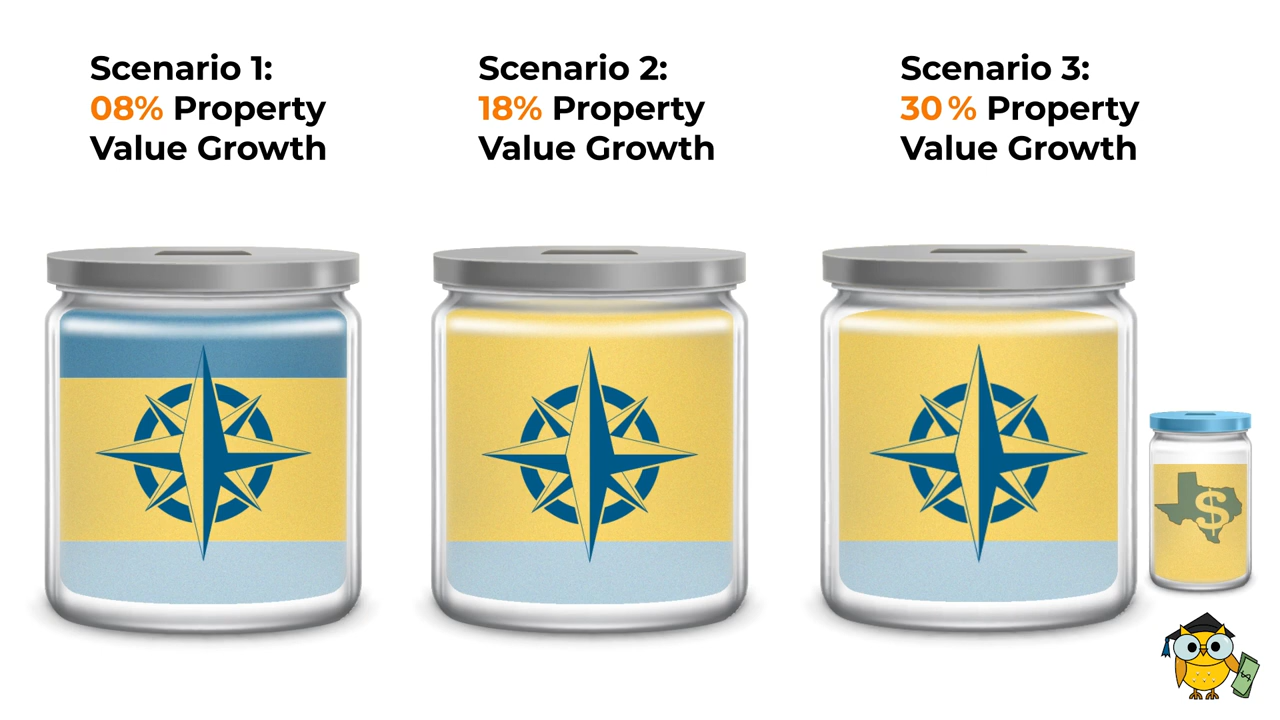 Scenario 1:
08% Property
Value Growth
Scenario 2:
18% Property
Value Growth
Scenario 3:
30 % Property
Value Growth
$
$